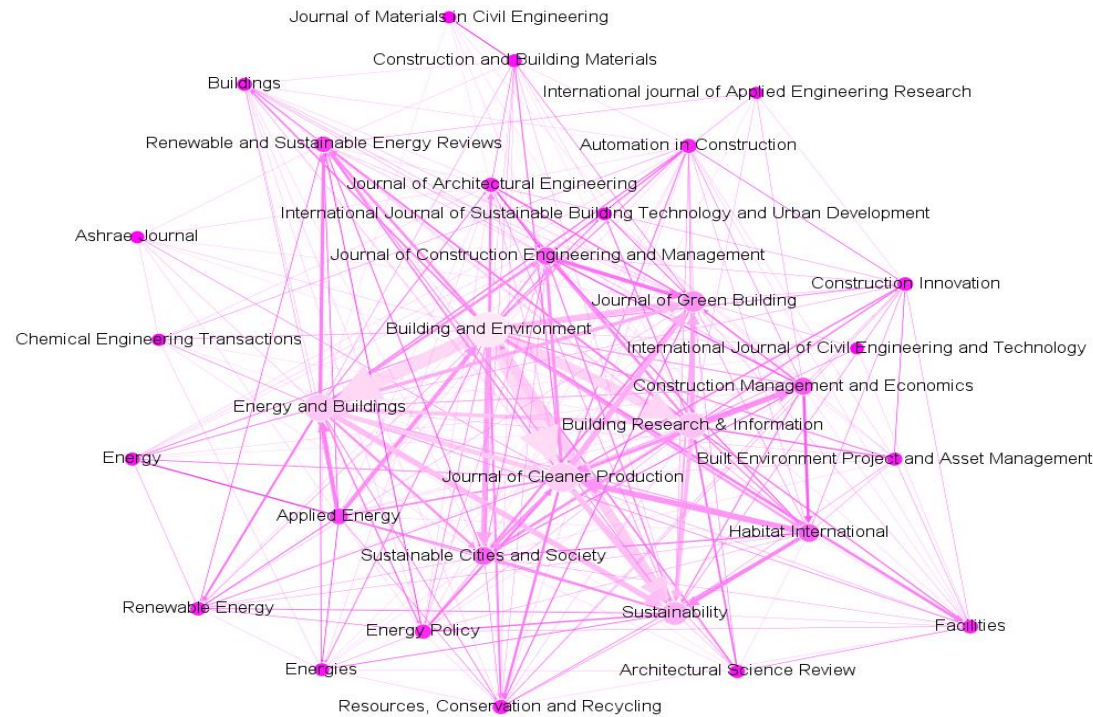 Journal of Materials in Civil Engineering
Construction and Building Materials
Buildings
International journal of Applied Engineering Research
Renewable and Sustainable Energy Reviews
Automation in Construction
Journal of Architectural Engineering
International Journal of Sustainable Building Technology and Urban Development
Ashrae Journal
Journal of Construction Engineering and Management
Construction Innovation
Journal of Green Building
Building and Environment
Chemical Engineering Transactions
International Journal of Civil Engineering and Technology
Construction Management and Economics
Energy and Buildings
Building Research & Information
Energy
Built Environment Project and Asset Management
Journal of Cleaner Production
Applied Energy
Habitat International
Sustainable Cities and Society
Renewable Energy
Sustainability
Energy Policy
Facilities
Energies
Architectural Science Review
Resources, Conservation and Recycling